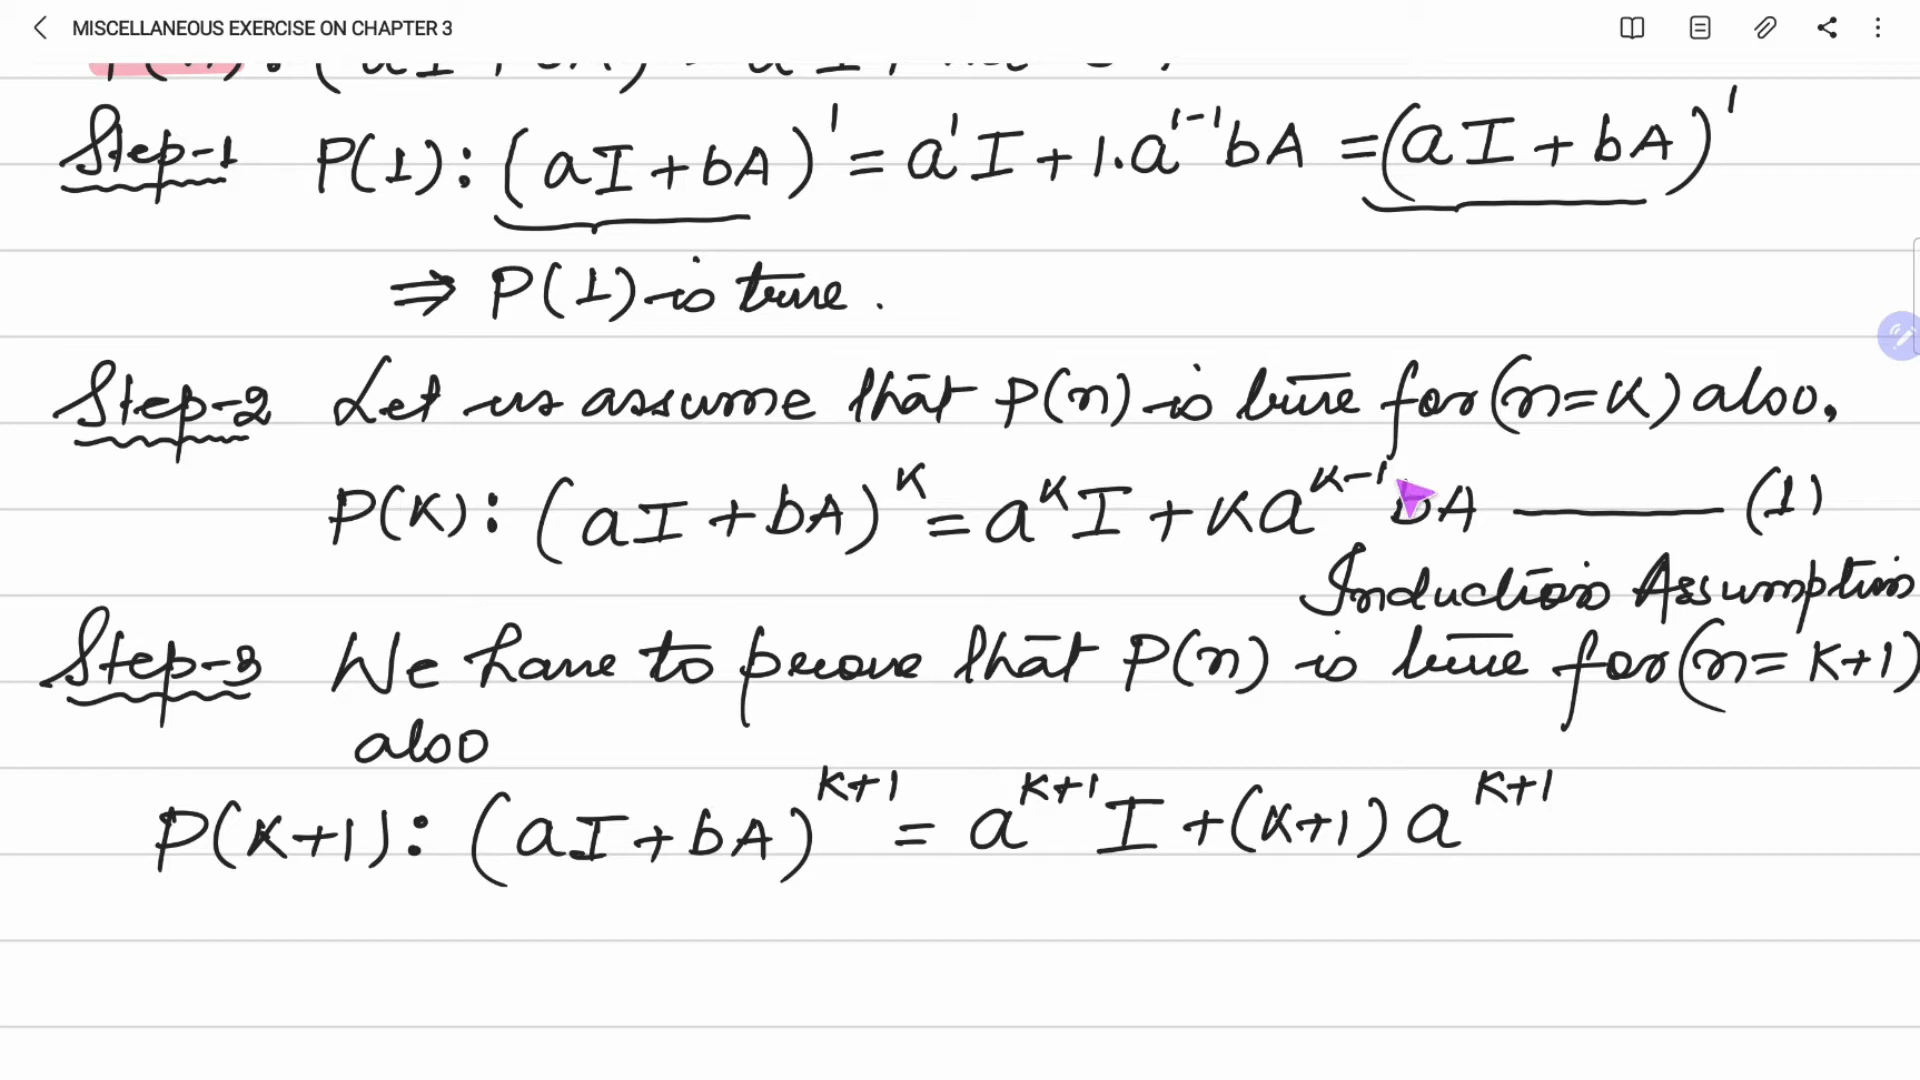 MISCELLANEOUS EXERCISE ON CHAPTER 3
Step-1 P(1): (aI + bA)¹ = a¹I + 1.a¹⁻¹bA = (aI + bA)¹
⇒ P(1) is true.
Step-2 Let us assume that P(n) is true for (n=K) also,
P(K): (aI + bA)ᴷ = aᴷI + Kaᴷ⁻¹bA ——— (1)
Induction Assumption
Step-3 We have to prove that P(n) is true for (n= K+1)
also
P(K+1): (aI + bA)ᴷ⁺¹ = aᴷ⁺¹I + (K+1)aᴷ⁺¹